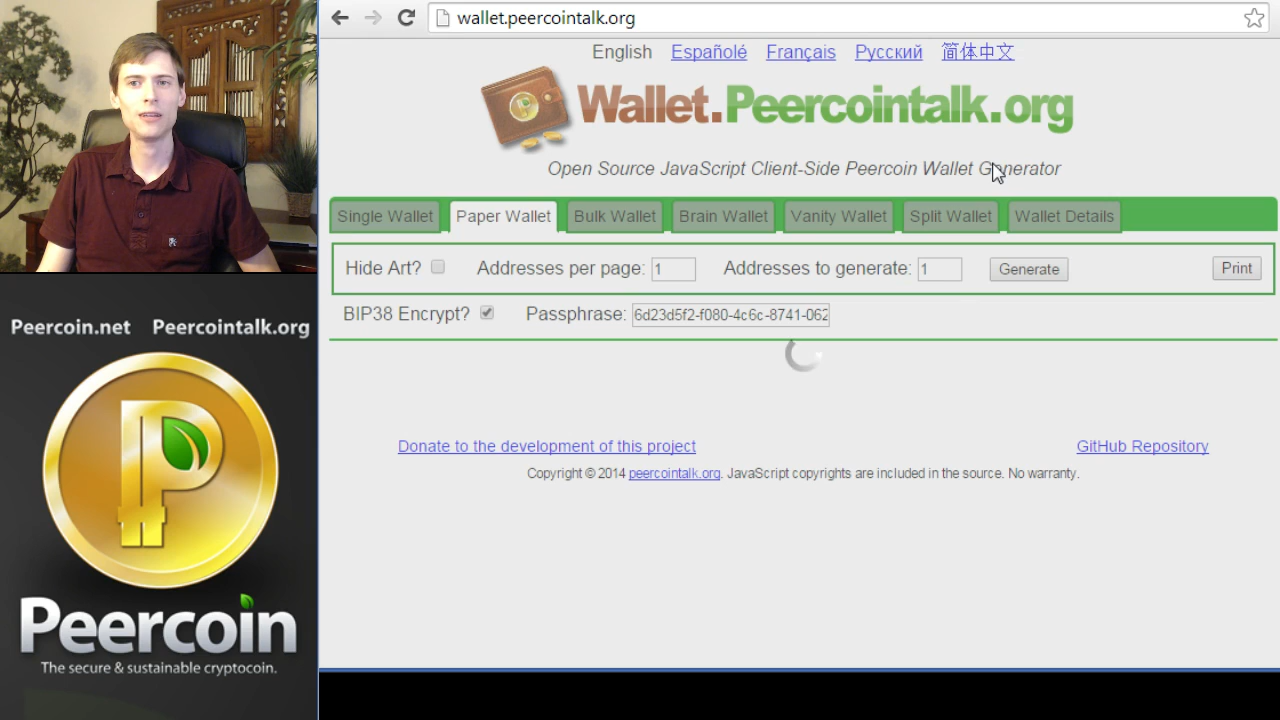 wallet.peercointalk.org
English Españolé Français Русский 简体中文
Wallet.Peercointalk.org
Open Source JavaScript Client-Side Peercoin Wallet Generator
Single Wallet Paper Wallet Bulk Wallet Brain Wallet Vanity Wallet Split Wallet Wallet Details
Hide Art? Addresses per page: 1 Addresses to generate: 1 Generate Print
BIP38 Encrypt? Passphrase: 6d23d5f2-f080-4c6c-8741-062
Donate to the development of this project GitHub Repository
Copyright © 2014 peercointalk.org. JavaScript copyrights are included in the source. No warranty.
Peercoin.net Peercointalk.org
Peercoin
The secure & sustainable cryptocoin.